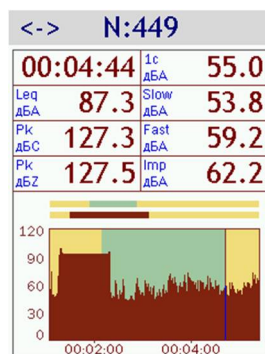 <-> N:449
00:04:44 1c дБА 55.0
Leq дБА 87.3 Slow дБА 53.8
Pk дБC 127.3 Fast дБА 59.2
Pk дБZ 127.5 Imp дБА 62.2
120
90
60
30
0
00:02:00 00:04:00